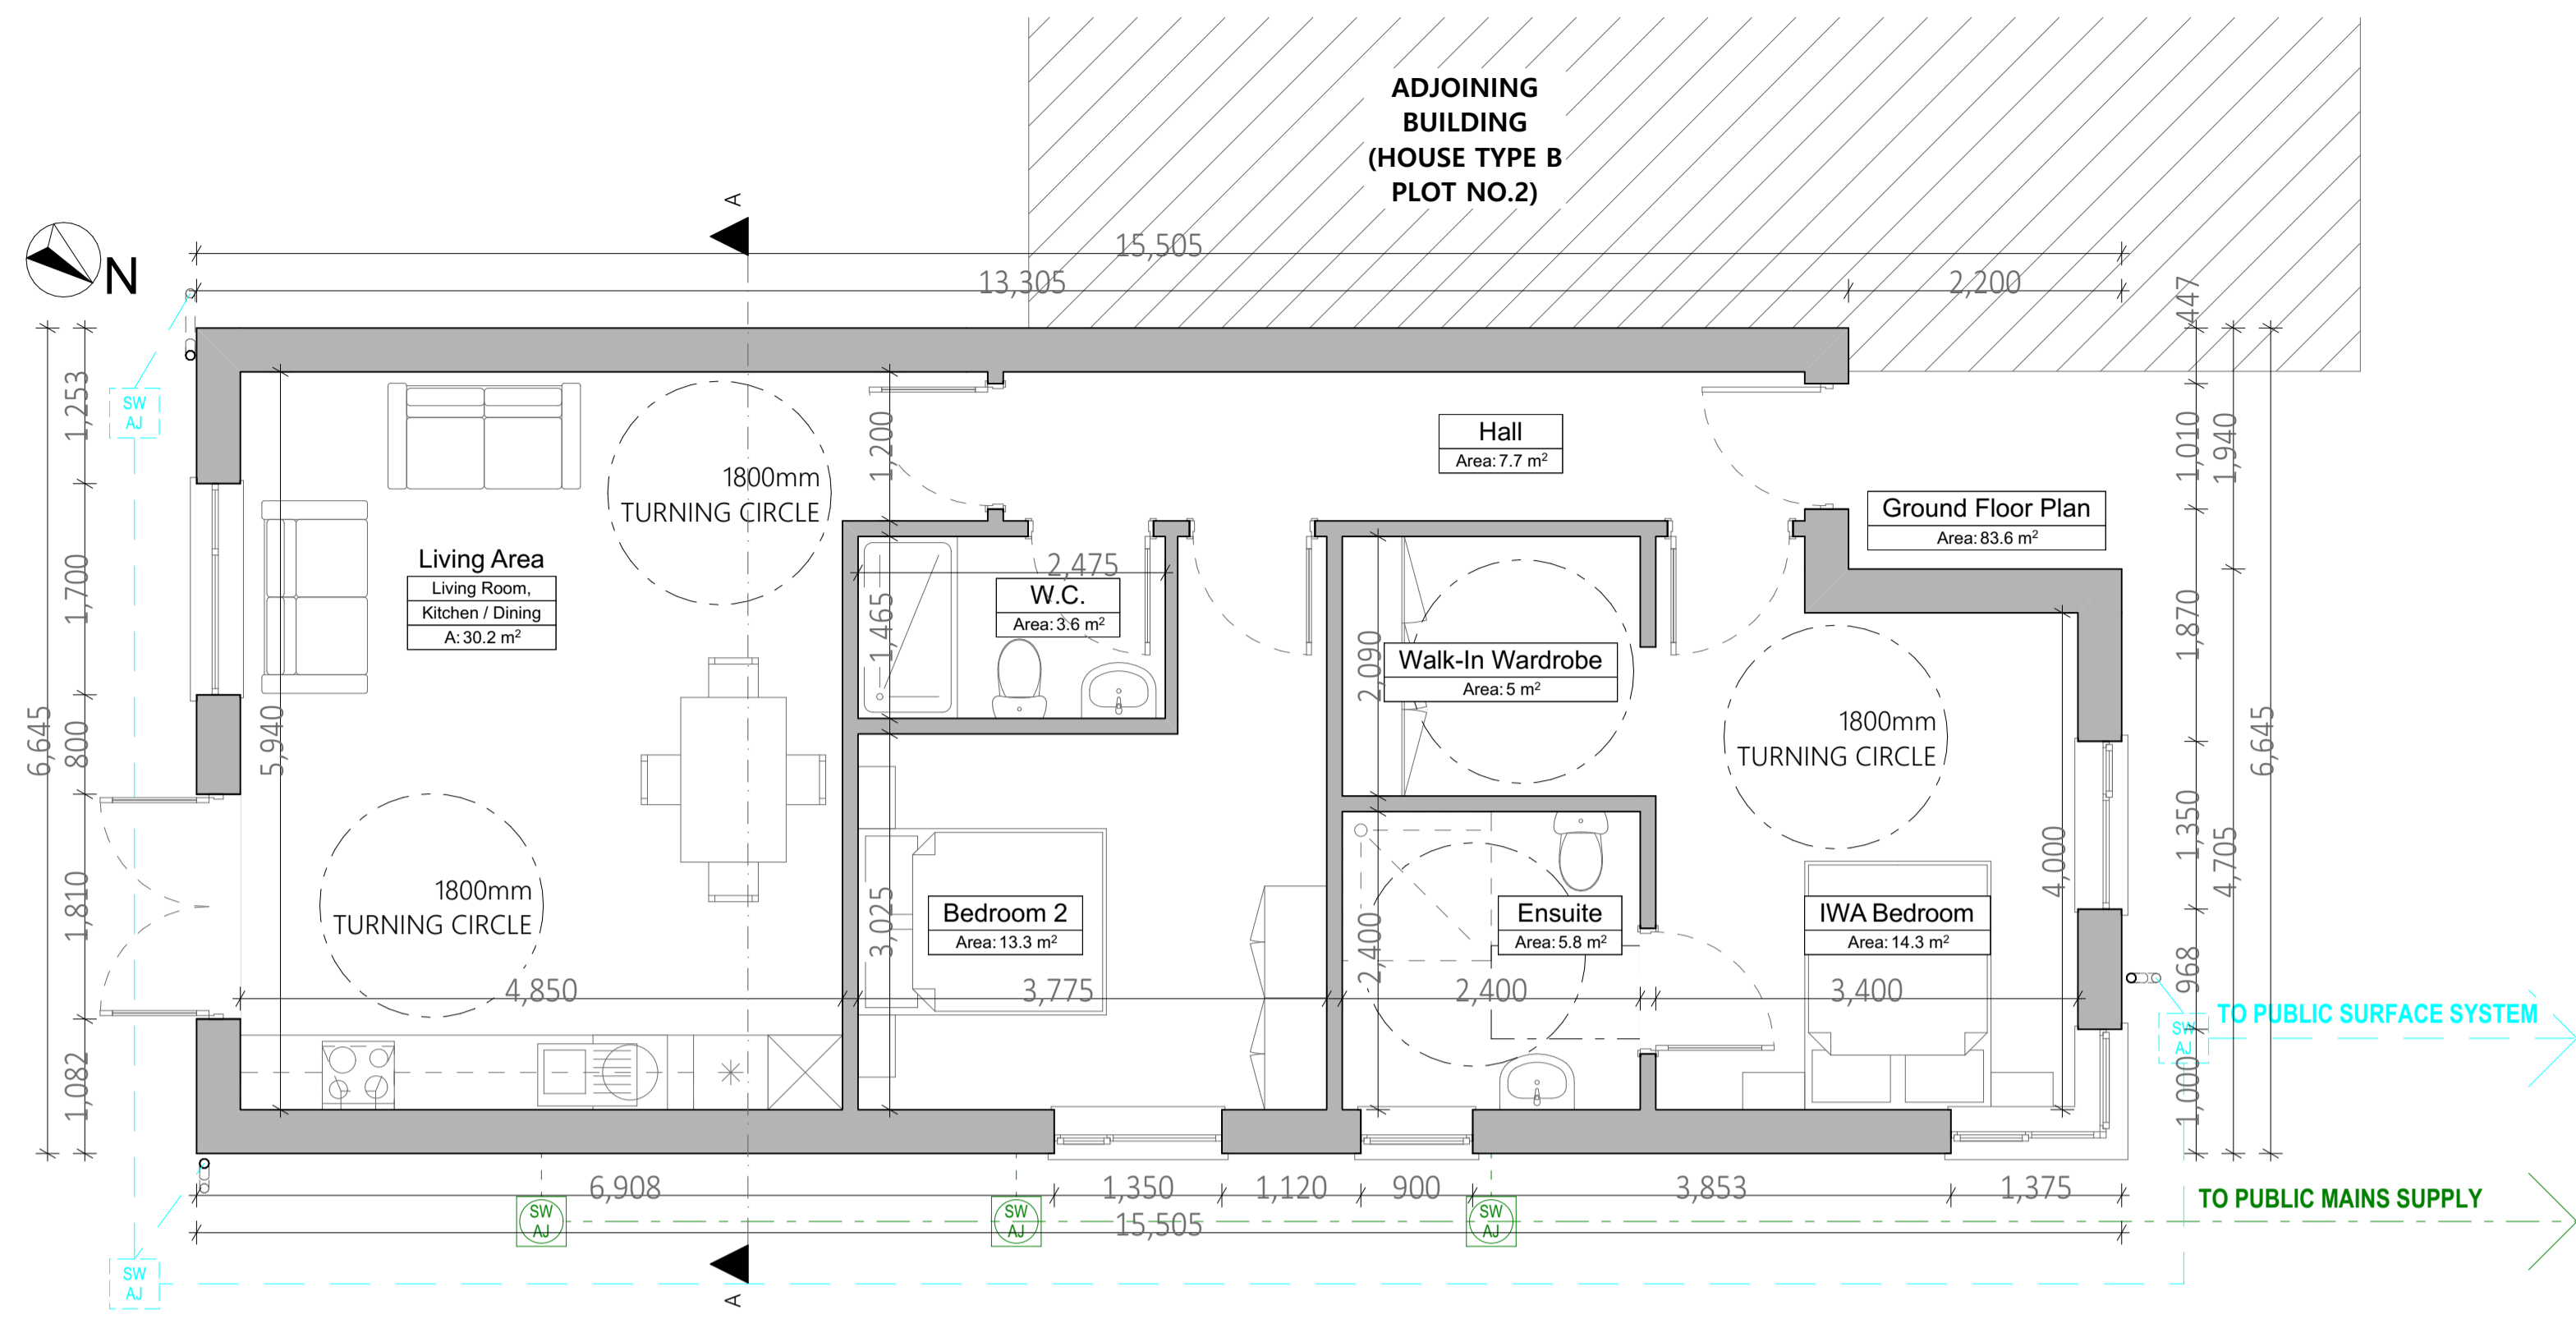 ADJOINING
BUILDING
(HOUSE TYPE B
PLOT NO.2)
A
N
15,505
13,305
2,200
447
1,253
SW
AJ
1,200
1,010
1,940
Hall
Area: 7.7 m²
1800mm
TURNING CIRCLE
Ground Floor Plan
Area: 83.6 m²
Living Area
Living Room,
Kitchen / Dining
A: 30.2 m²
2,475
W.C.
Area: 3.6 m²
1,465
1,700
1,870
2,090
Walk-In Wardrobe
Area: 5 m²
6,645
800
5,940
1800mm
TURNING CIRCLE
6,645
1,350
4,705
4,000
1,810
1800mm
TURNING CIRCLE
3,025
Bedroom 2
Area: 13.3 m²
2,400
Ensuite
Area: 5.8 m²
IWA Bedroom
Area: 14.3 m²
968
4,850
3,775
2,400
3,400
TO PUBLIC SURFACE SYSTEM
SW
AJ
1,082
1,000
6,908
1,350
1,120
900
3,853
1,375
TO PUBLIC MAINS SUPPLY
SW
AJ
SW
AJ
SW
AJ
15,505
SW
AJ
A